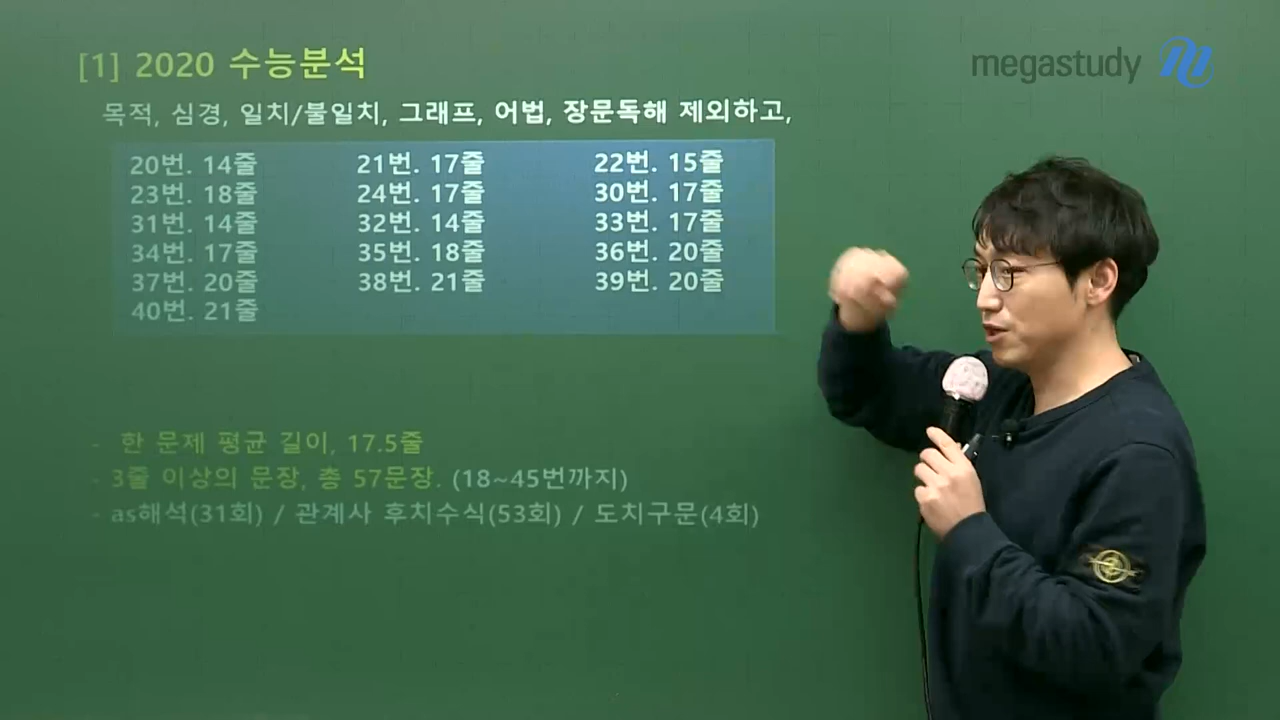 [1] 2020 수능분석
megastudy
목적, 심경, 일치/불일치, 그래프, 어법, 장문독해 제외하고,
20번. 14줄 21번. 17줄 22번. 15줄
23번. 18줄 24번. 17줄 30번. 17줄
31번. 14줄 32번. 14줄 33번. 17줄
34번. 17줄 35번. 18줄 36번. 20줄
37번. 20줄 38번. 21줄 39번. 20줄
40번. 21줄
- 한 문제 평균 길이, 17.5줄
- 3줄 이상의 문장, 총 57문장. (18~45번까지)
- as해석(31회) / 관계사 후치수식(53회) / 도치구문(4회)